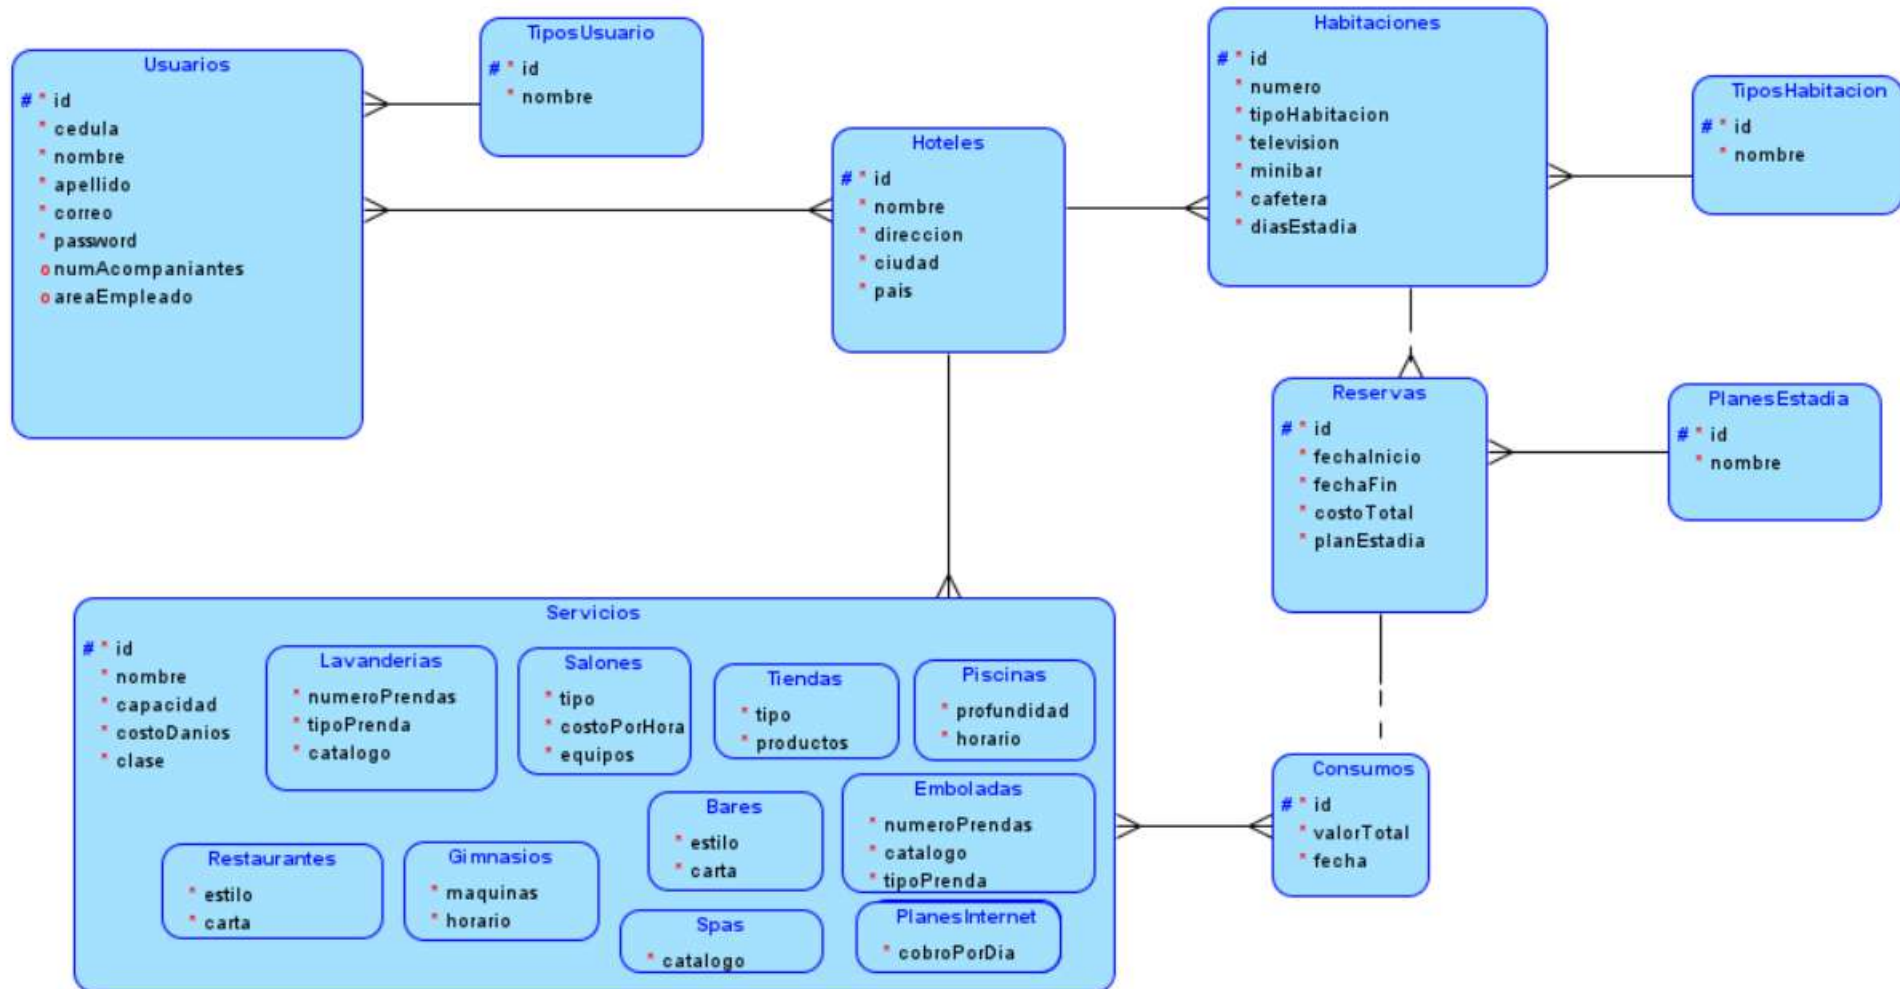 Usuarios
# * id
* cedula
* nombre
* apellido
* correo
* password
o numAcompaniantes
o areaEmpleado
TiposUsuario
# * id
* nombre
Hoteles
# * id
* nombre
* direccion
* ciudad
* pais
Habitaciones
# * id
* numero
* tipoHabitacion
* television
* minibar
* cafetera
* diasEstadia
TiposHabitacion
# * id
* nombre
Reservas
# * id
* fechaInicio
* fechaFin
* costoTotal
* planEstadia
PlanesEstadia
# * id
* nombre
Servicios
# * id
* nombre
* capacidad
* costoDanios
* clase
Lavanderias
* numeroPrendas
* tipoPrenda
* catalogo
Salones
* tipo
* costoPorHora
* equipos
Tiendas
* tipo
* productos
Piscinas
* profundidad
* horario
Restaurantes
* estilo
* carta
Gimnasios
* maquinas
* horario
Bares
* estilo
* carta
Emboladas
* numeroPrendas
* catalogo
* tipoPrenda
Spas
* catalogo
PlanesInternet
* cobroPorDia
Consumos
# * id
* valorTotal
* fecha